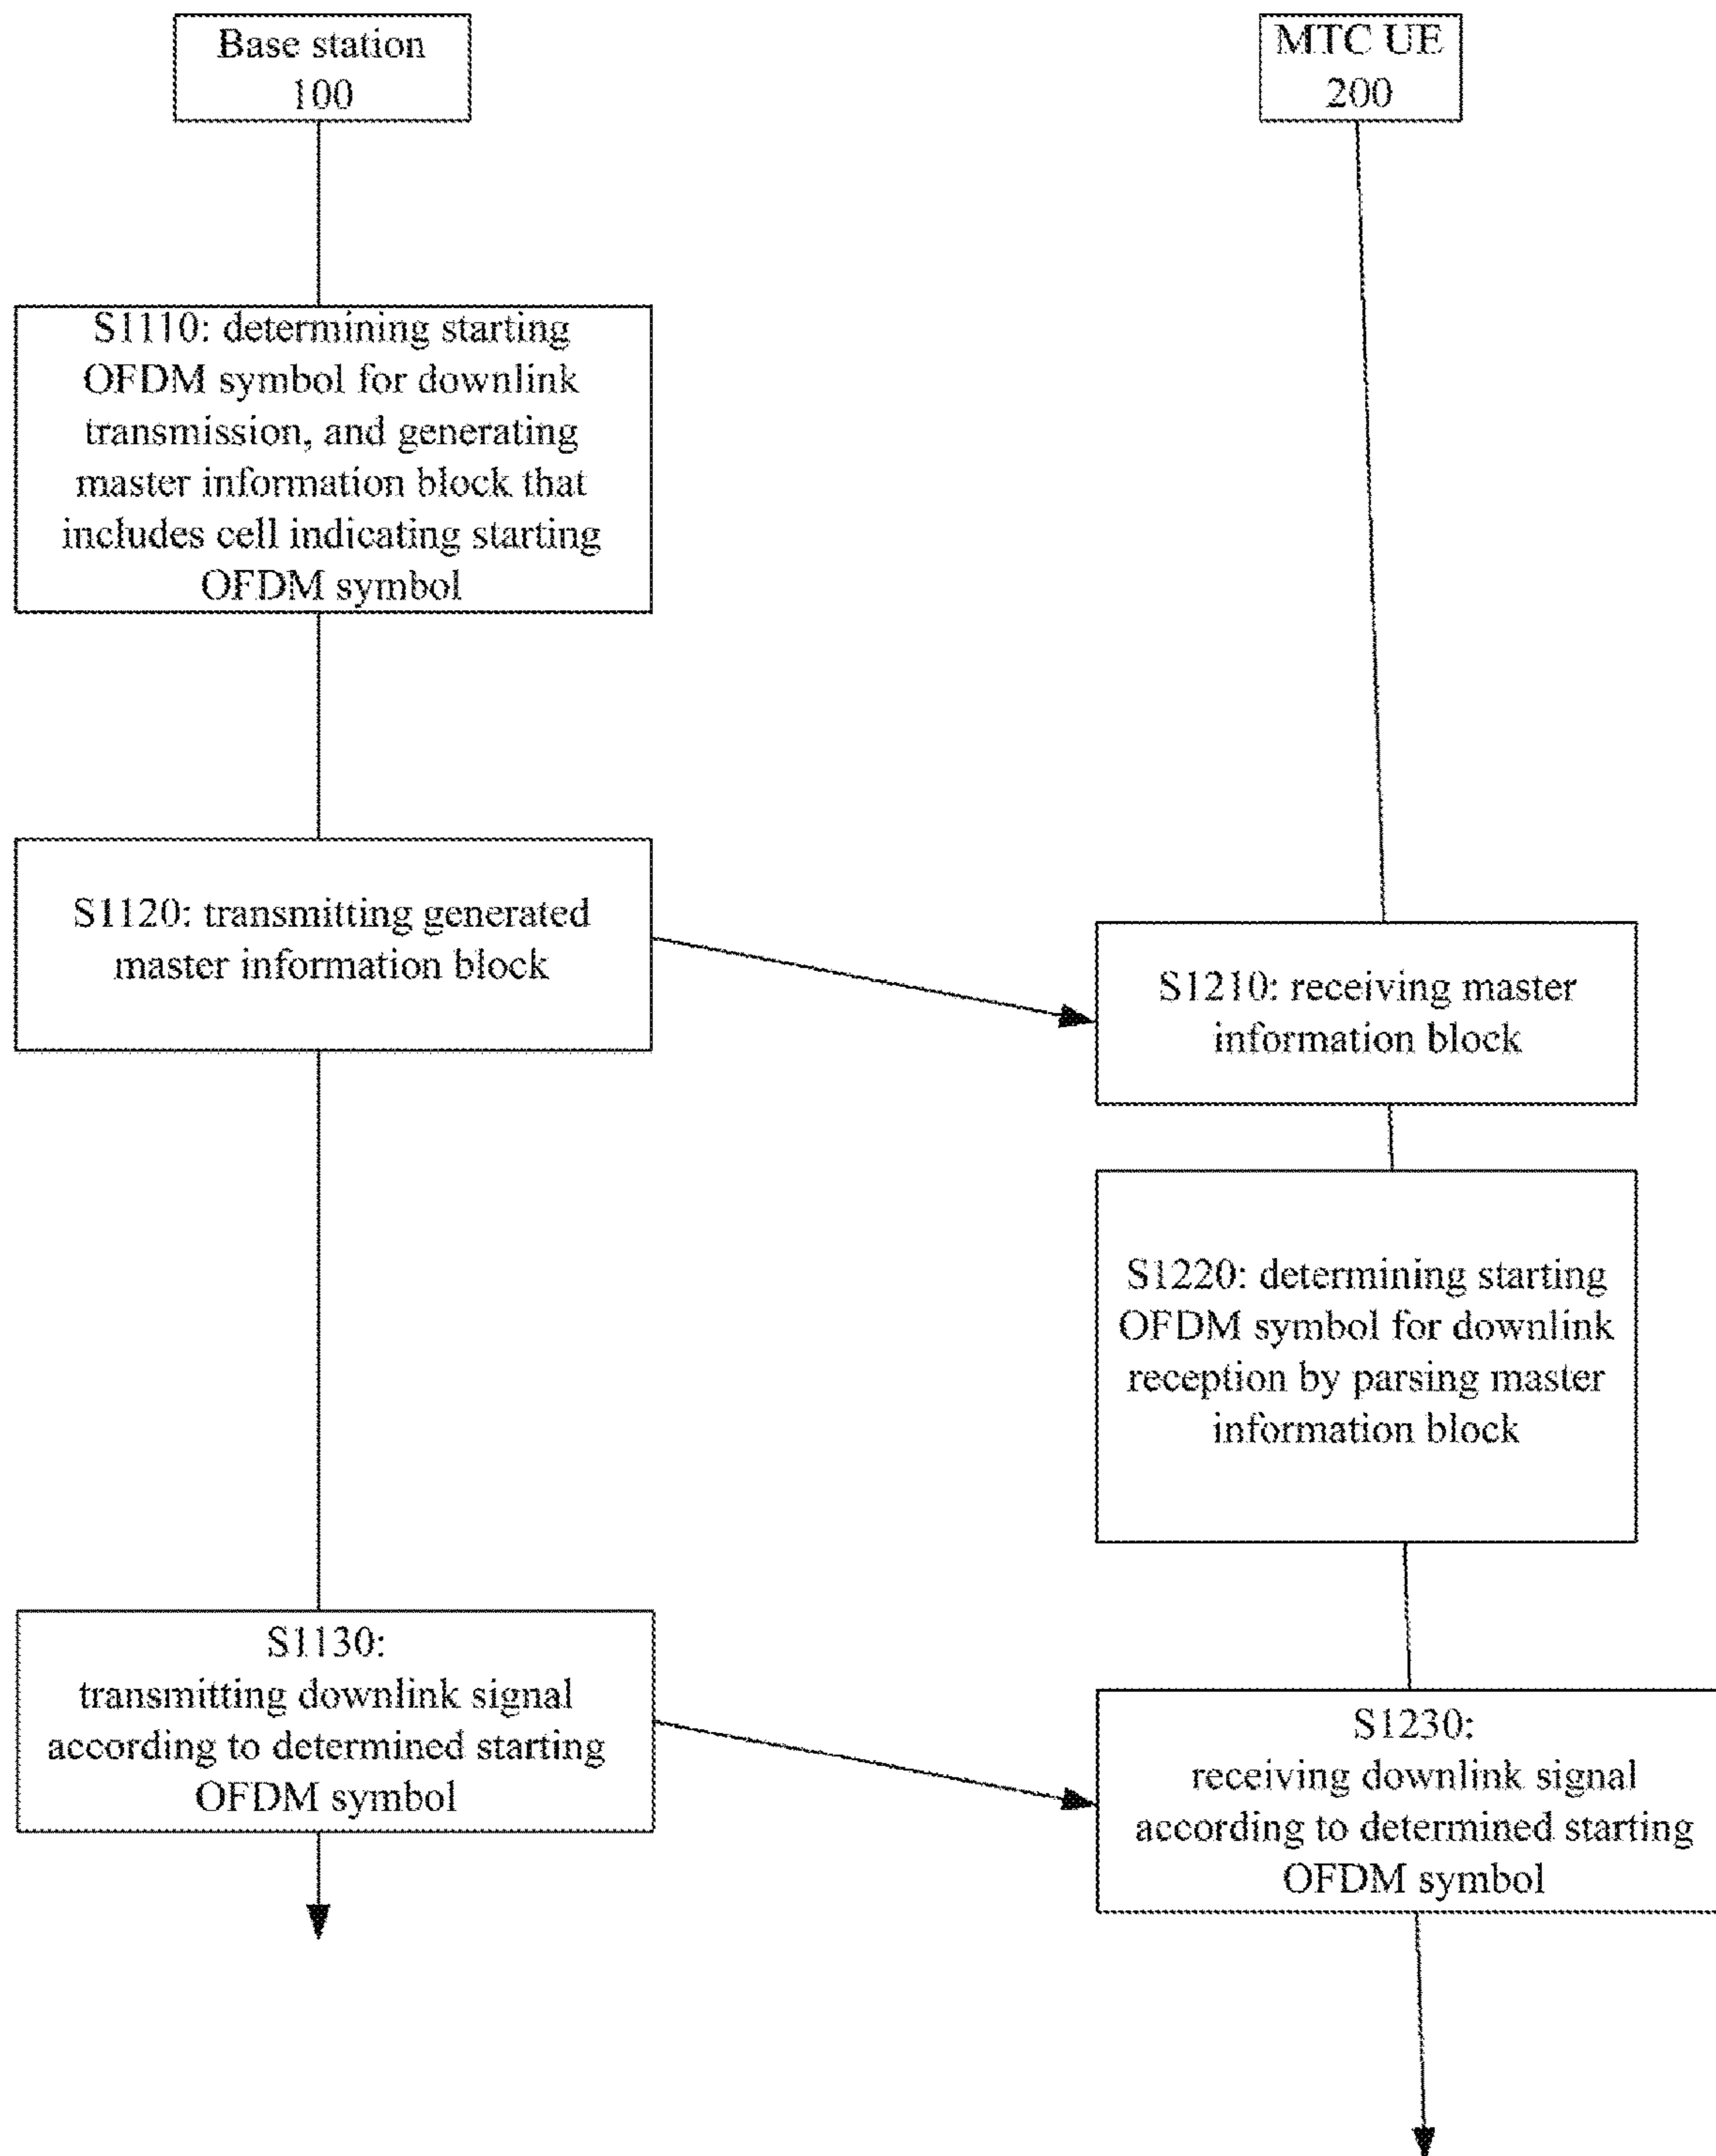 Base station
100
MTC UE
200
S1110: determining starting
OFDM symbol for downlink
transmission, and generating
master information block that
includes cell indicating starting
OFDM symbol
S1120: transmitting generated
master information block
S1210: receiving master
information block
S1220: determining starting
OFDM symbol for downlink
reception by parsing master
information block
S1130:
transmitting downlink signal
according to determined starting
OFDM symbol
S1230:
receiving downlink signal
according to determined starting
OFDM symbol